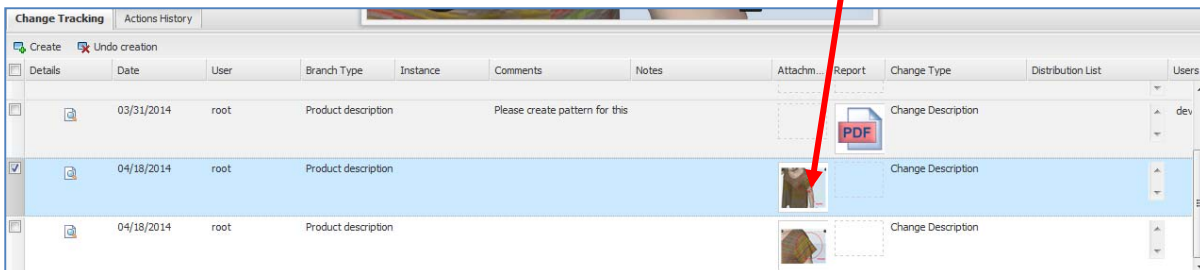 Change Tracking Actions History
Create Undo creation
Details Date User Branch Type Instance Comments Notes Attachm... Report Change Type Distribution List Users
03/31/2014 root Product description Please create pattern for this Change Description dev
PDF
04/18/2014 root Product description Change Description
04/18/2014 root Product description Change Description